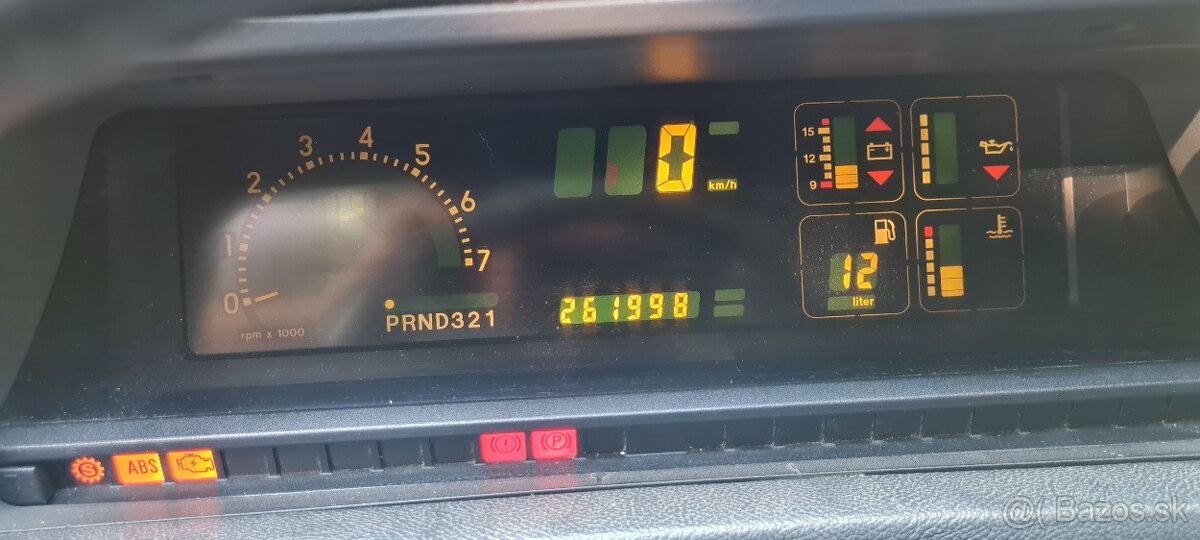 0 1 2 3 4 5 6 7
rpm x 1000
PRND321
0
km/h
261998
15
12
9
12
liter
S
ABS
P
@( Bazos.sk